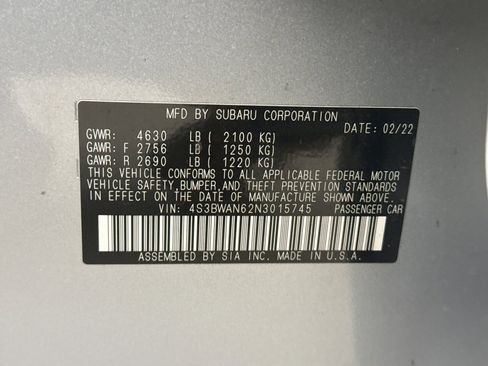 MFD BY SUBARU CORPORATION
DATE: 02/22
GVWR: 4630 LB ( 2100 KG)
GAWR: F 2756 LB ( 1250 KG)
GAWR: R 2690 LB ( 1220 KG)
THIS VEHICLE CONFORMS TO ALL APPLICABLE FEDERAL MOTOR
VEHICLE SAFETY,BUMPER,AND THEFT PREVENTION STANDARDS
IN EFFECT ON THE DATE OF MANUFACTURE SHOWN ABOVE.
VIN: 4S3BWAN62N3015745 PASSENGER CAR
ASSEMBLED BY SIA INC. MADE IN U.S.A.